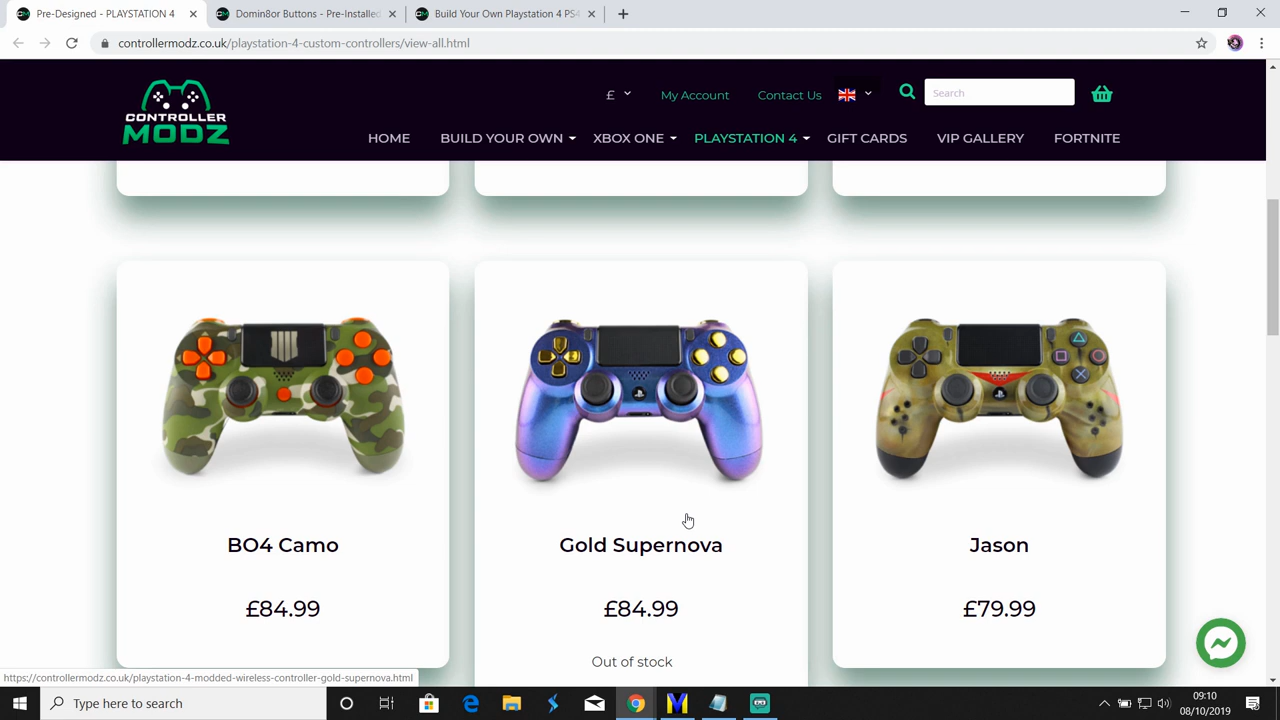 Pre-Designed - PLAYSTATION 4
Domin8or Buttons - Pre-Installed
Build Your Own Playstation 4 PS4
controllermodz.co.uk/playstation-4-custom-controllers/view-all.html
CONTROLLER
MODZ
£
My Account
Contact Us
Search
HOME
BUILD YOUR OWN
XBOX ONE
PLAYSTATION 4
GIFT CARDS
VIP GALLERY
FORTNITE
BO4 Camo
£84.99
Gold Supernova
£84.99
Out of stock
Jason
£79.99
https://controllermodz.co.uk/playstation-4-modded-wireless-controller-gold-supernova.html
Type here to search
09:10
08/10/2019